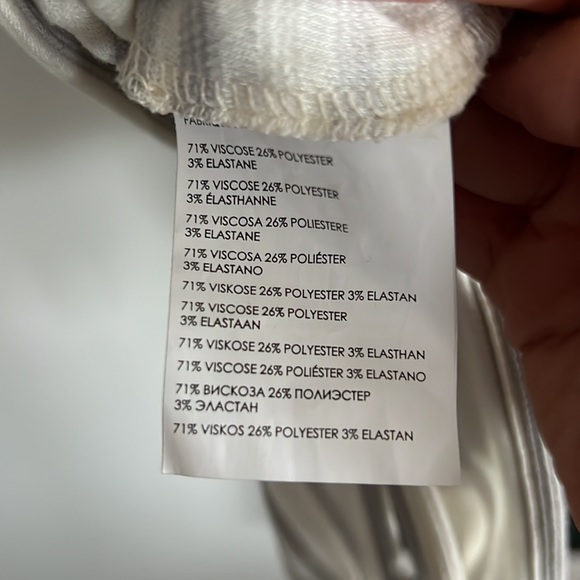 71% VISCOSE 26% POLYESTER
3% ELASTANE
71% VISCOSE 26% POLYESTER
3% ÉLASTHANNE
71% VISCOSA 26% POLIESTERE
3% ELASTANE
71% VISCOSA 26% POLIÉSTER
3% ELASTANO
71% VISKOSE 26% POLYESTER 3% ELASTAN
71% VISCOSE 26% POLYESTER
3% ELASTAAN
71% VISKOSE 26% POLYESTER 3% ELASTHAN
71% VISCOSE 26% POLIÉSTER 3% ELASTANO
71% ВИСКОЗА 26% ПОЛИЭСТЕР
3% ЭЛАСТАН
71% VISKOS 26% POLYESTER 3% ELASTAN